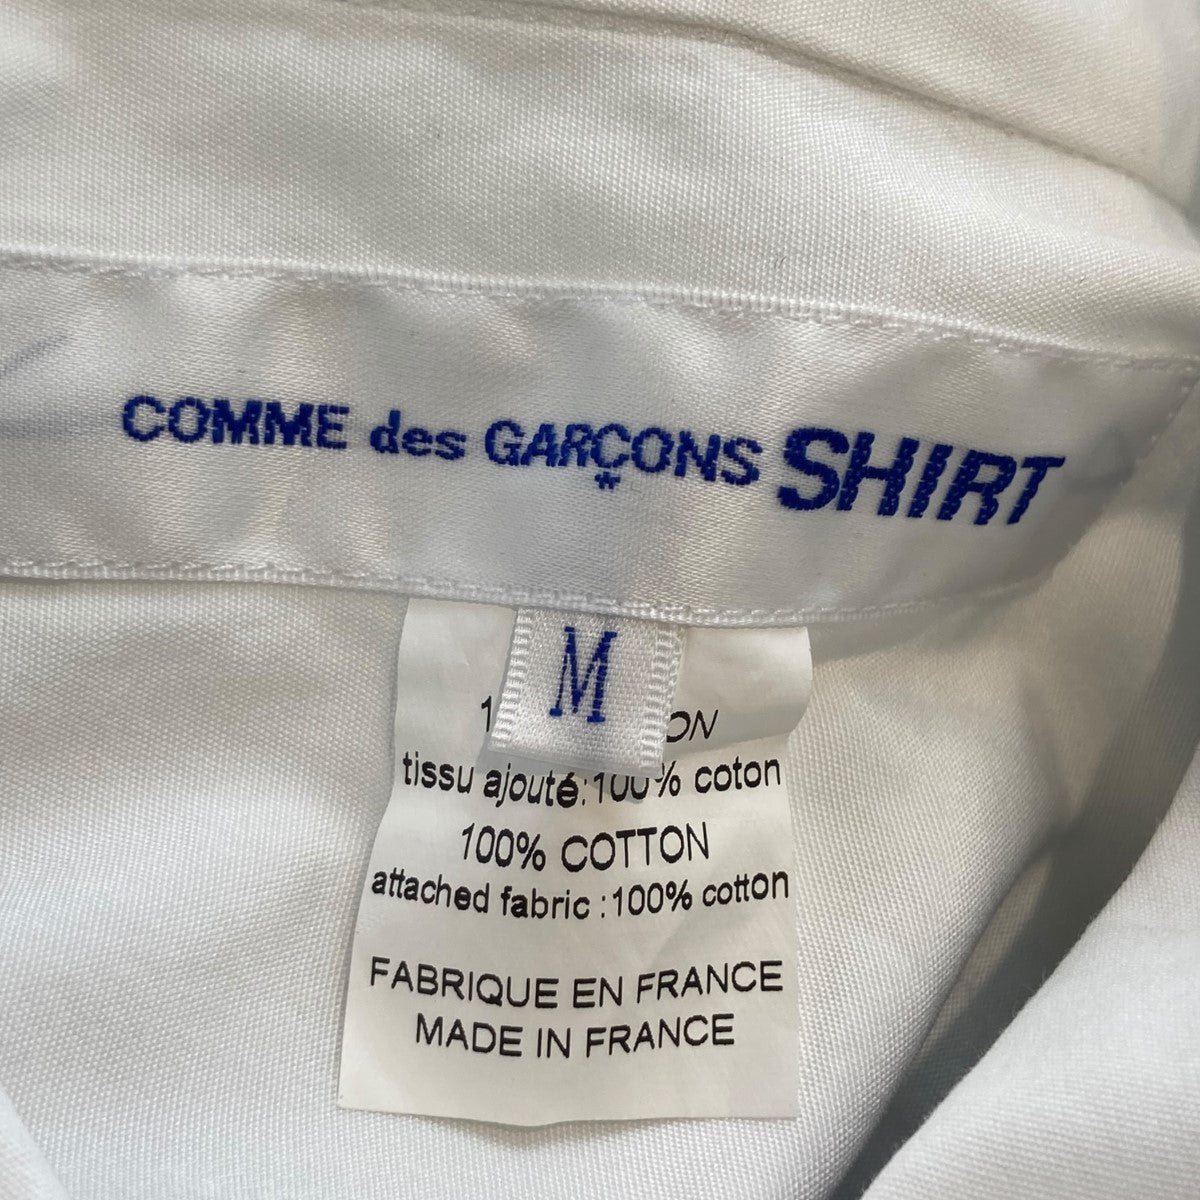 COMME des GARÇONS SHIRT
M
tissu ajouté:100% coton
100% COTTON
attached fabric :100% cotton
FABRIQUE EN FRANCE
MADE IN FRANCE